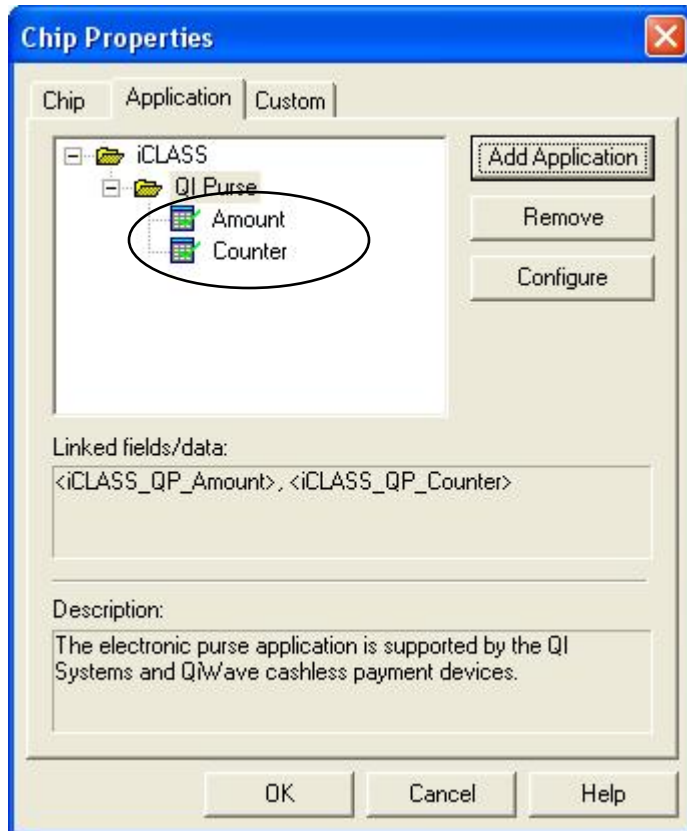 Chip Properties
Chip Application Custom
iCLASS
QI Purse
Amount
Counter
Add Application
Remove
Configure
Linked fields/data:
<iCLASS_QP_Amount>, <iCLASS_QP_Counter>
Description:
The electronic purse application is supported by the QI
Systems and QiWave cashless payment devices.
OK Cancel Help